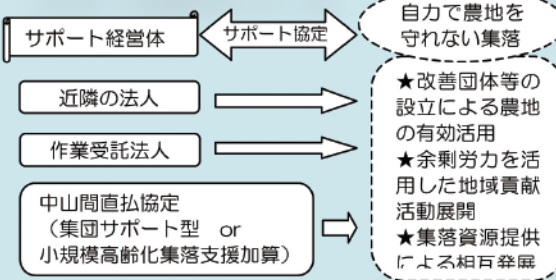 サポート経営体
サポート協定
自力で農地を
守れない集落
近隣の法人
作業受託法人
中山間直払協定
（集団サポート型　or
小規模高齢化集落支援加算）
★改善団体等の
設立による農地
の有効活用
★余剰労力を活
用した地域貢献
活動展開
★集落資源提供
による相互発展